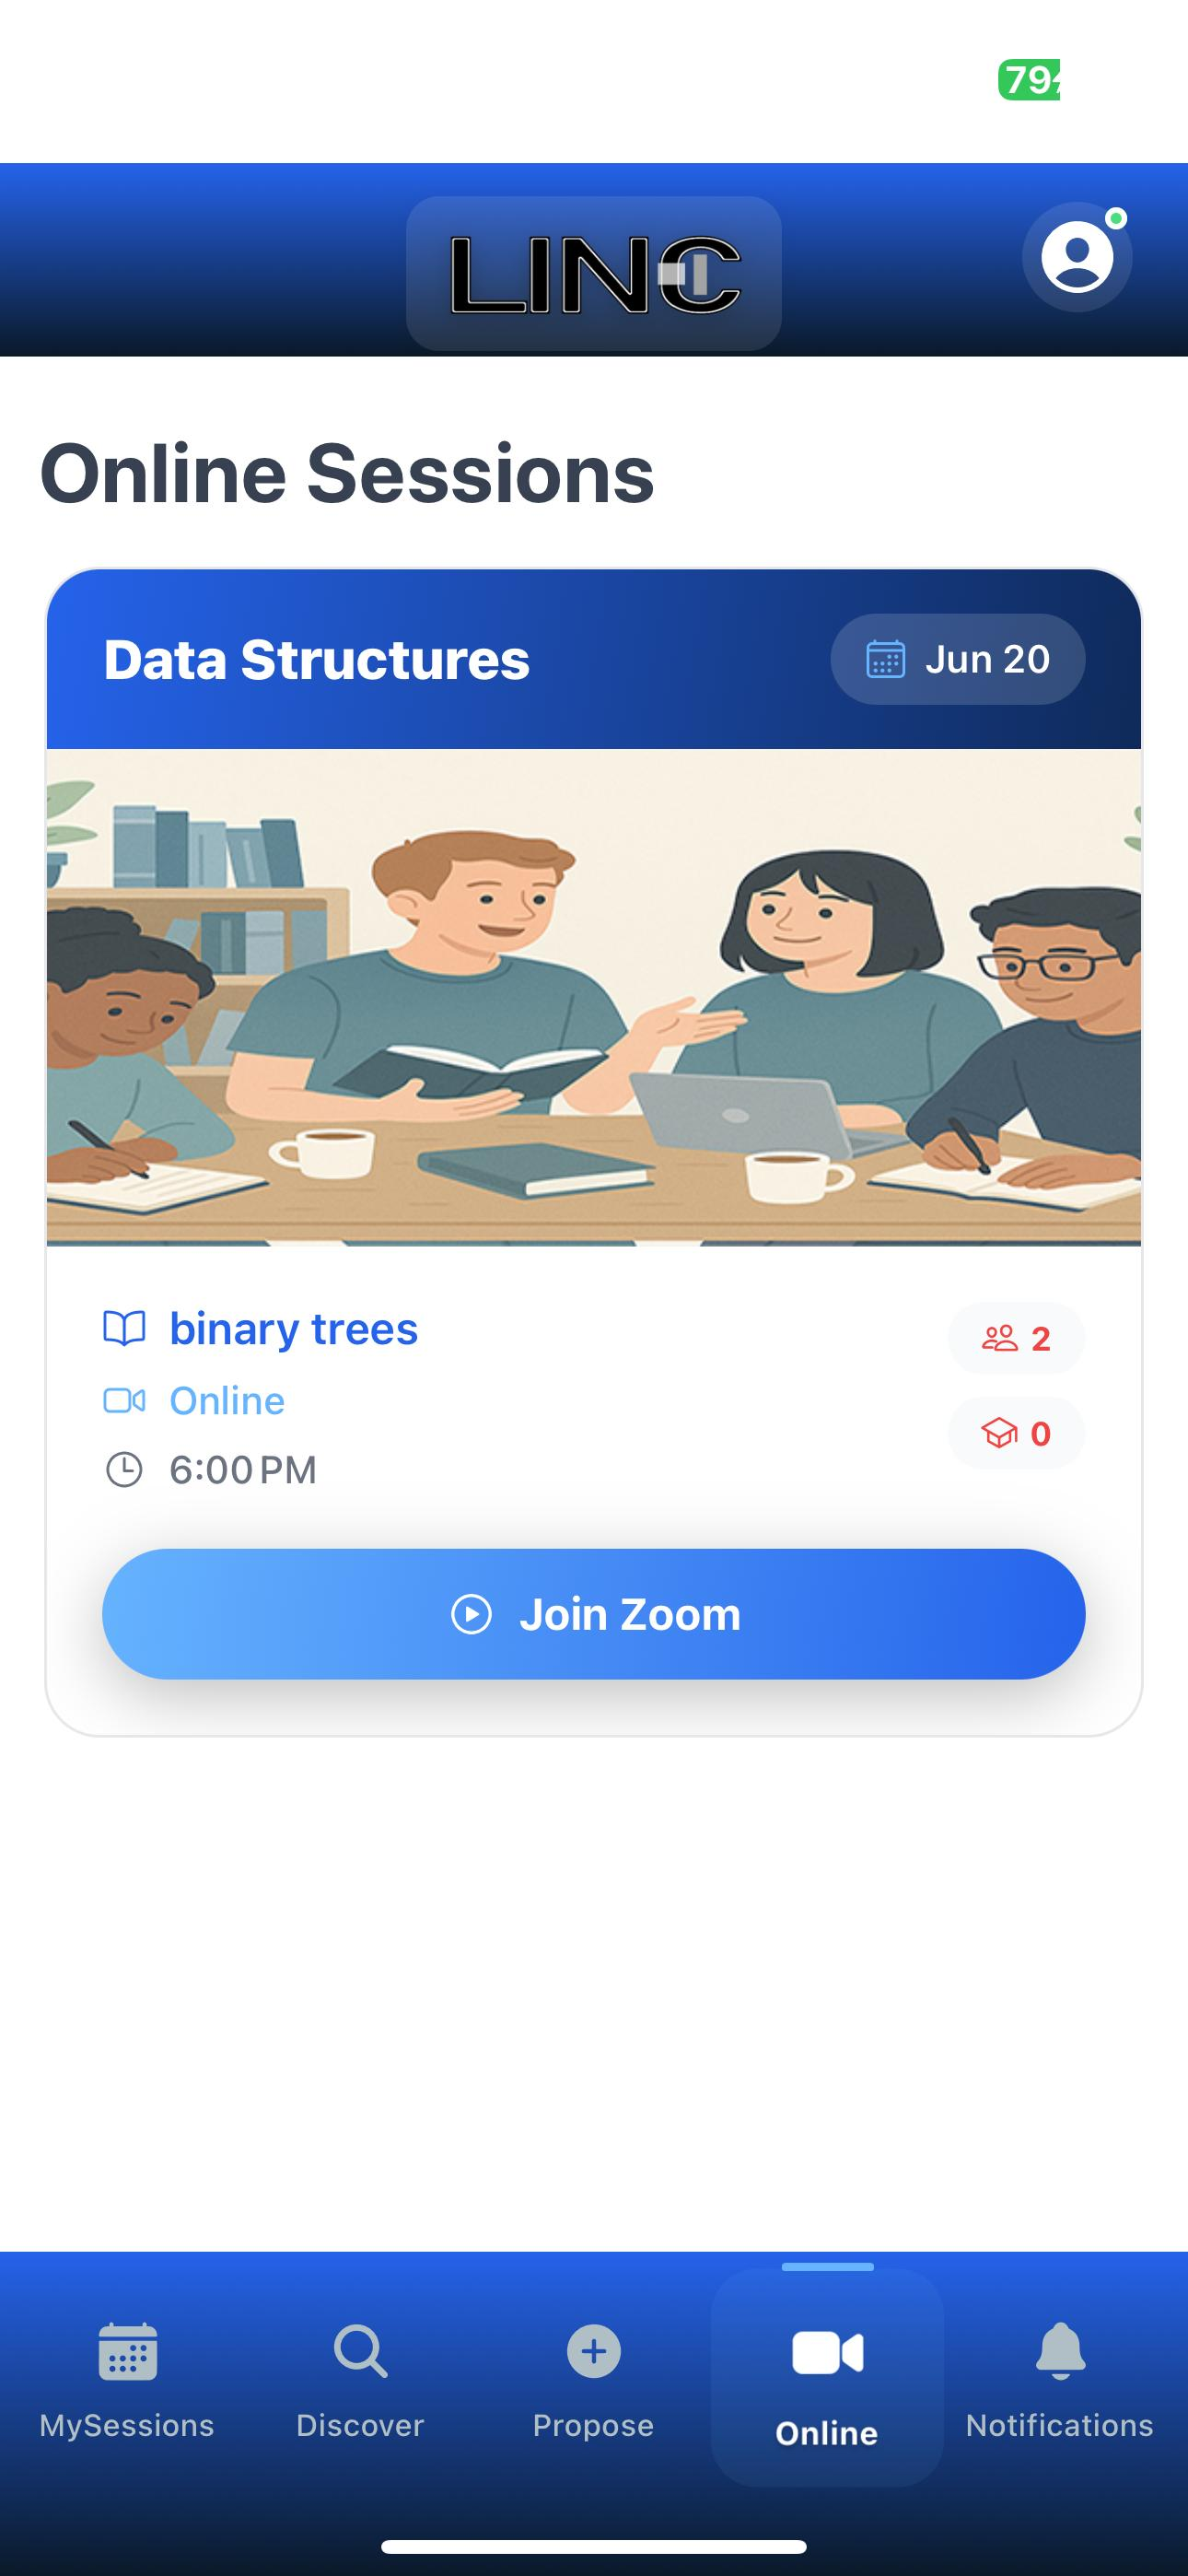 79
LINC
Online Sessions
Data Structures
Jun 20
binary trees
2
Online
0
6:00 PM
Join Zoom
MySessions
Discover
Propose
Online
Notifications